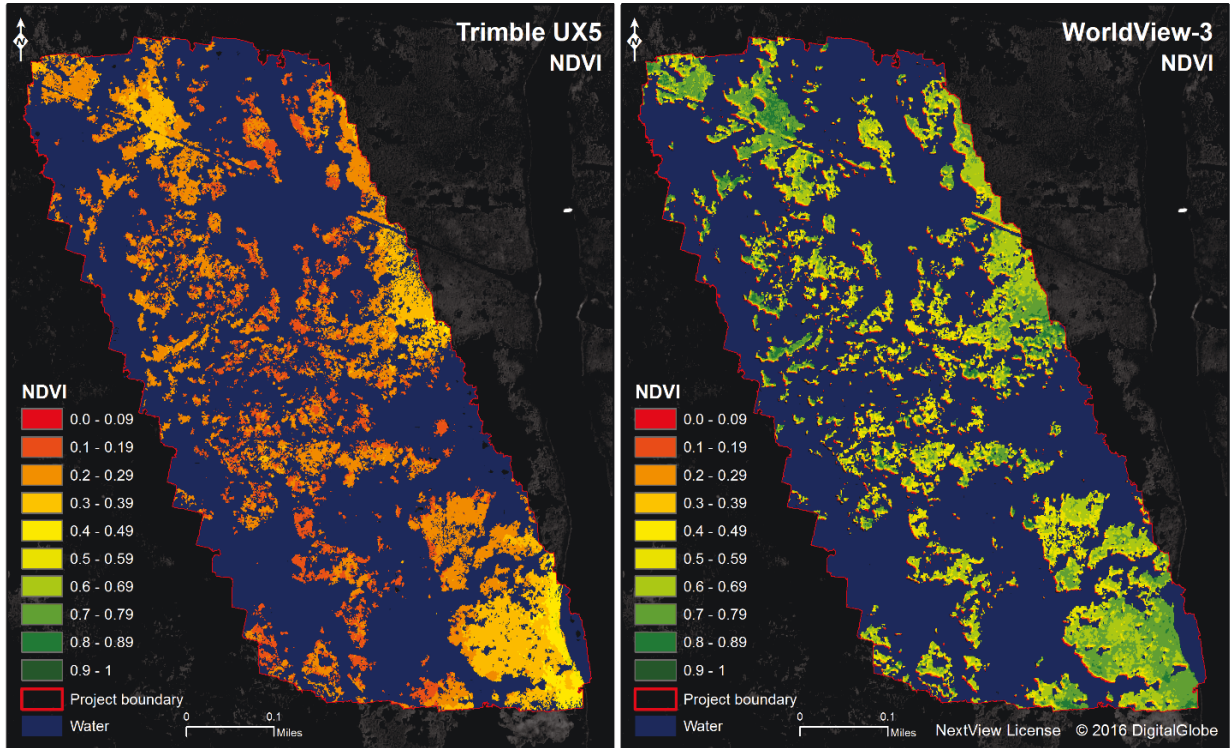 N
Trimble UX5
NDVI
NDVI
0.0 - 0.09
0.1 - 0.19
0.2 - 0.29
0.3 - 0.39
0.4 - 0.49
0.5 - 0.59
0.6 - 0.69
0.7 - 0.79
0.8 - 0.89
0.9 - 1
Project boundary
Water
0 0.1
Miles
N
WorldView-3
NDVI
NDVI
0.0 - 0.09
0.1 - 0.19
0.2 - 0.29
0.3 - 0.39
0.4 - 0.49
0.5 - 0.59
0.6 - 0.69
0.7 - 0.79
0.8 - 0.89
0.9 - 1
Project boundary
Water
0 0.1
Miles
NextView License © 2016 DigitalGlobe